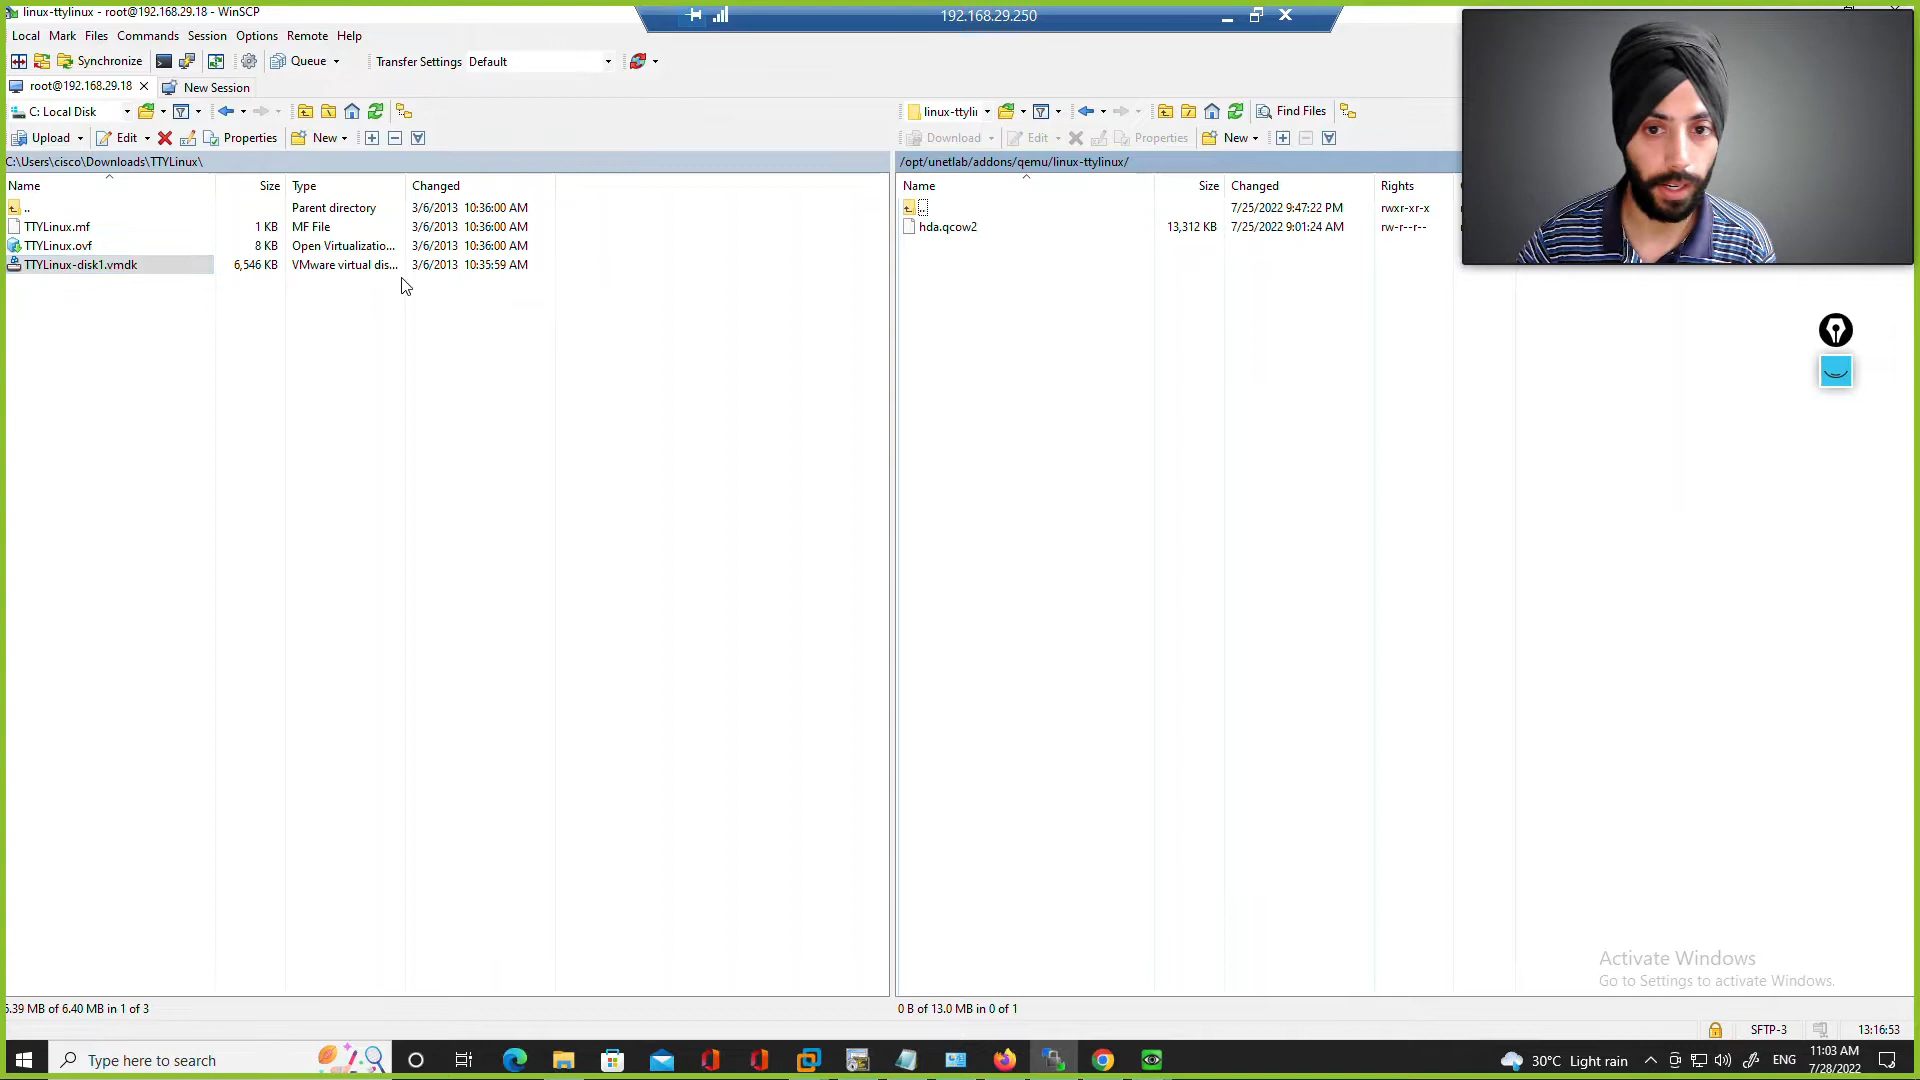 linux-ttylinux - root@192.168.29.18 - WinSCP
192.168.29.250
Local Mark Files Commands Session Options Remote Help
Synchronize Queue Transfer Settings Default
root@192.168.29.18 New Session
C: Local Disk
linux-ttyli Find Files
Upload Edit Properties New
Download Edit Properties New
C:\Users\cisco\Downloads\TTYLinux\
/opt/unetlab/addons/qemu/linux-ttylinux/
Name Size Type Changed
.. Parent directory 3/6/2013 10:36:00 AM
TTYLinux.mf 1 KB MF File 3/6/2013 10:36:00 AM
TTYLinux.ovf 8 KB Open Virtualizatio... 3/6/2013 10:36:00 AM
TTYLinux-disk1.vmdk 6,546 KB VMware virtual dis... 3/6/2013 10:35:59 AM
Name Size Changed Rights
.. 7/25/2022 9:47:22 PM rwxr-xr-x
hda.qcow2 13,312 KB 7/25/2022 9:01:24 AM rw-r--r--
Activate Windows
Go to Settings to activate Windows.
6.39 MB of 6.40 MB in 1 of 3
0 B of 13.0 MB in 0 of 1
SFTP-3 13:16:53
Type here to search
30°C Light rain
ENG
11:03 AM
7/28/2022